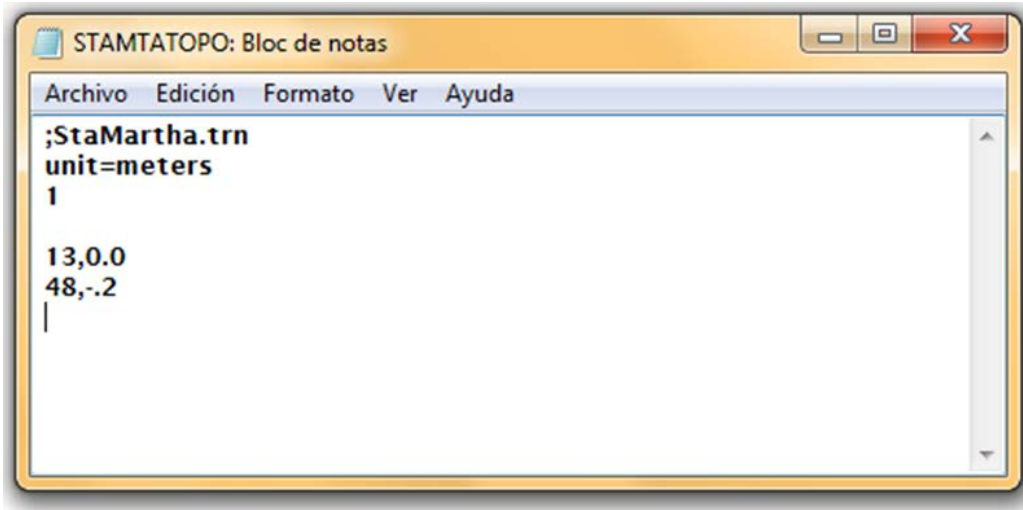 STAMTATOPO: Bloc de notas
Archivo Edición Formato Ver Ayuda
;StaMartha.trn
unit=meters
1
13,0.0
48,-.2